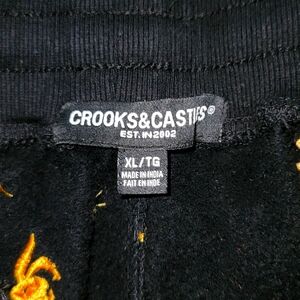 CROOKS&CASTLES®
EST. IN 2002
XL/TG
MADE IN INDIA
FAIT EN INDE